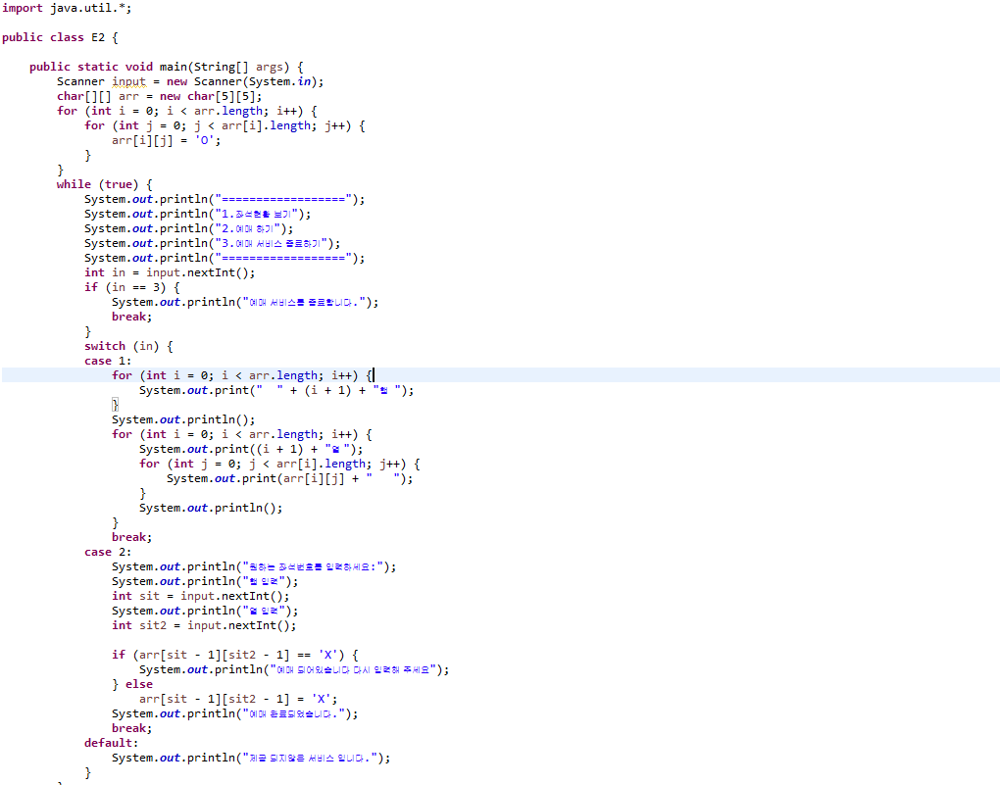 import java.util.*;
public class E2 {
public static void main(String[] args) {
Scanner input = new Scanner(System.in);
char[][] arr = new char[5][5];
for (int i = 0; i < arr.length; i++) {
for (int j = 0; j < arr[i].length; j++) {
arr[i][j] = 'O';
}
}
while (true) {
System.out.println("==================");
System.out.println("1.좌석현황 보기");
System.out.println("2.예매 하기");
System.out.println("3.예매 서비스 종료하기");
System.out.println("==================");
int in = input.nextInt();
if (in == 3) {
System.out.println("예매 서비스를 종료합니다.");
break;
}
switch (in) {
case 1:
for (int i = 0; i < arr.length; i++) {
System.out.print("  " + (i + 1) + "행 ");
}
System.out.println();
for (int i = 0; i < arr.length; i++) {
System.out.print((i + 1) + "열 ");
for (int j = 0; j < arr[i].length; j++) {
System.out.print(arr[i][j] + "   ");
}
System.out.println();
}
break;
case 2:
System.out.println("원하는 좌석번호를 입력하세요:");
System.out.println("행 입력");
int sit = input.nextInt();
System.out.println("열 입력");
int sit2 = input.nextInt();
if (arr[sit - 1][sit2 - 1] == 'X') {
System.out.println("예매 되어있습니다 다시 입력해 주세요");
} else
arr[sit - 1][sit2 - 1] = 'X';
System.out.println("예매 완료되었습니다.");
break;
default:
System.out.println("제공 되지않은 서비스 입니다.");
}